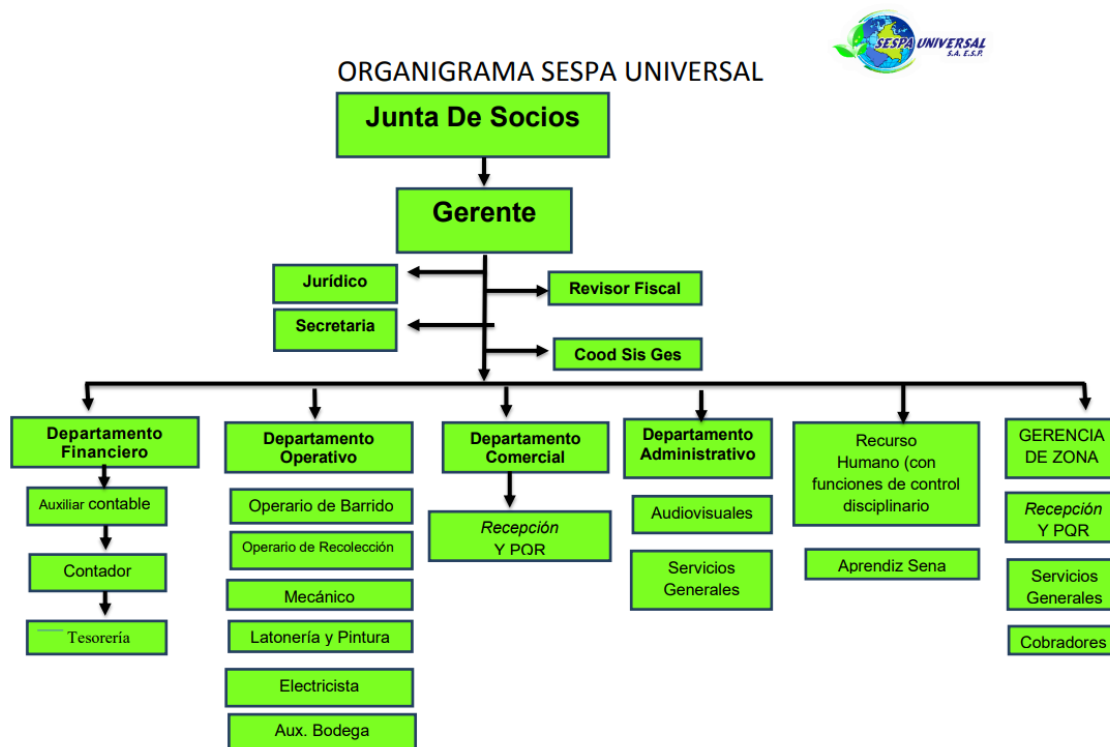 SESPA UNIVERSAL
S.A. E.S.P.
ORGANIGRAMA SESPA UNIVERSAL
Junta De Socios
Gerente
Jurídico
Revisor Fiscal
Secretaria
Cood Sis Ges
Departamento
Financiero
Auxiliar contable
Contador
Tesorería
Departamento
Operativo
Operario de Barrido
Operario de Recolección
Mecánico
Latonería y Pintura
Electricista
Aux. Bodega
Departamento
Comercial
Recepción
Y PQR
Departamento
Administrativo
Audiovisuales
Servicios
Generales
Recurso
Humano (con
funciones de control
disciplinario
Aprendiz Sena
GERENCIA
DE ZONA
Recepción
Y PQR
Servicios
Generales
Cobradores